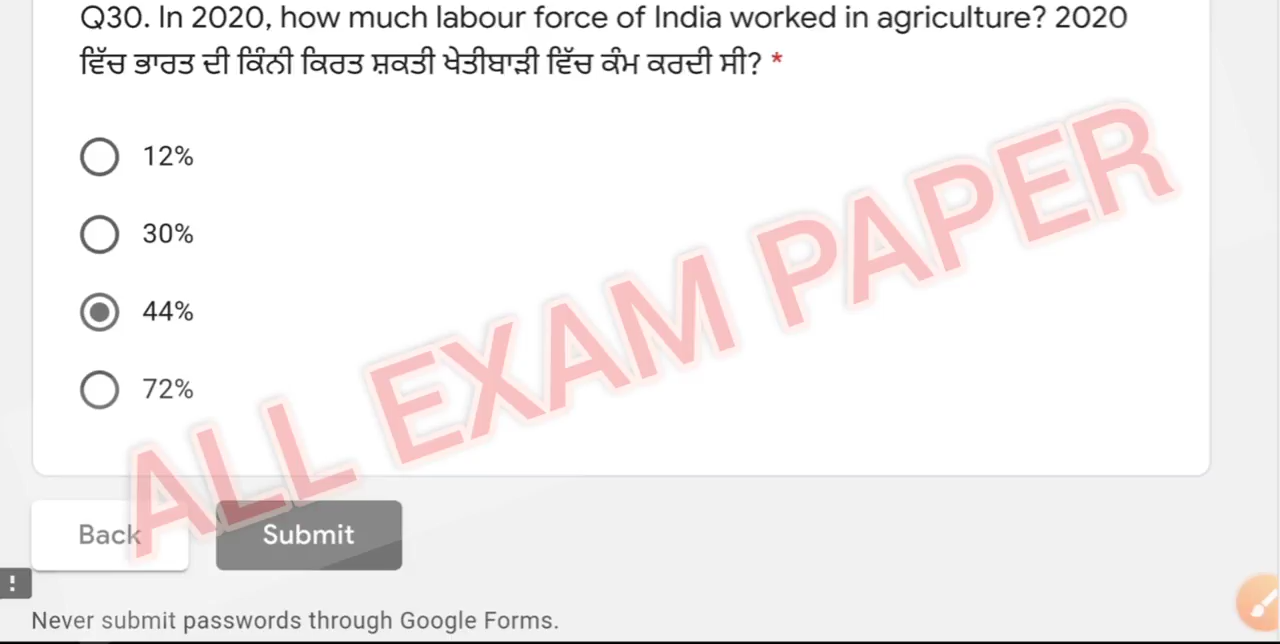 Q30. In 2020, how much labour force of India worked in agriculture? 2020
ਵਿੱਚ ਭਾਰਤ ਦੀ ਕਿੰਨੀ ਕਿਰਤ ਸ਼ਕਤੀ ਖੇਤੀਬਾੜੀ ਵਿੱਚ ਕੰਮ ਕਰਦੀ ਸੀ? *
12%
30%
44%
72%
ALL EXAM PAPER
Back
Submit
!
Never submit passwords through Google Forms.